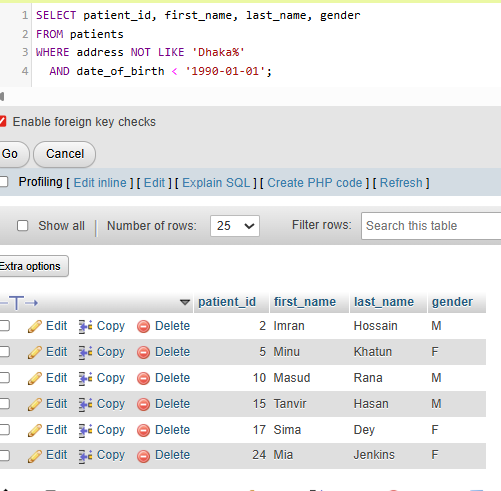 1 SELECT patient_id, first_name, last_name, gender
2 FROM patients
3 WHERE address NOT LIKE 'Dhaka%'
4 AND date_of_birth < '1990-01-01';
Enable foreign key checks
Go Cancel
Profiling [ Edit inline ] [ Edit ] [ Explain SQL ] [ Create PHP code ] [ Refresh ]
Show all Number of rows: 25 Filter rows: Search this table
Extra options
patient_id first_name last_name gender
Edit Copy Delete 2 Imran Hossain M
Edit Copy Delete 5 Minu Khatun F
Edit Copy Delete 10 Masud Rana M
Edit Copy Delete 15 Tanvir Hasan M
Edit Copy Delete 17 Sima Dey F
Edit Copy Delete 24 Mia Jenkins F